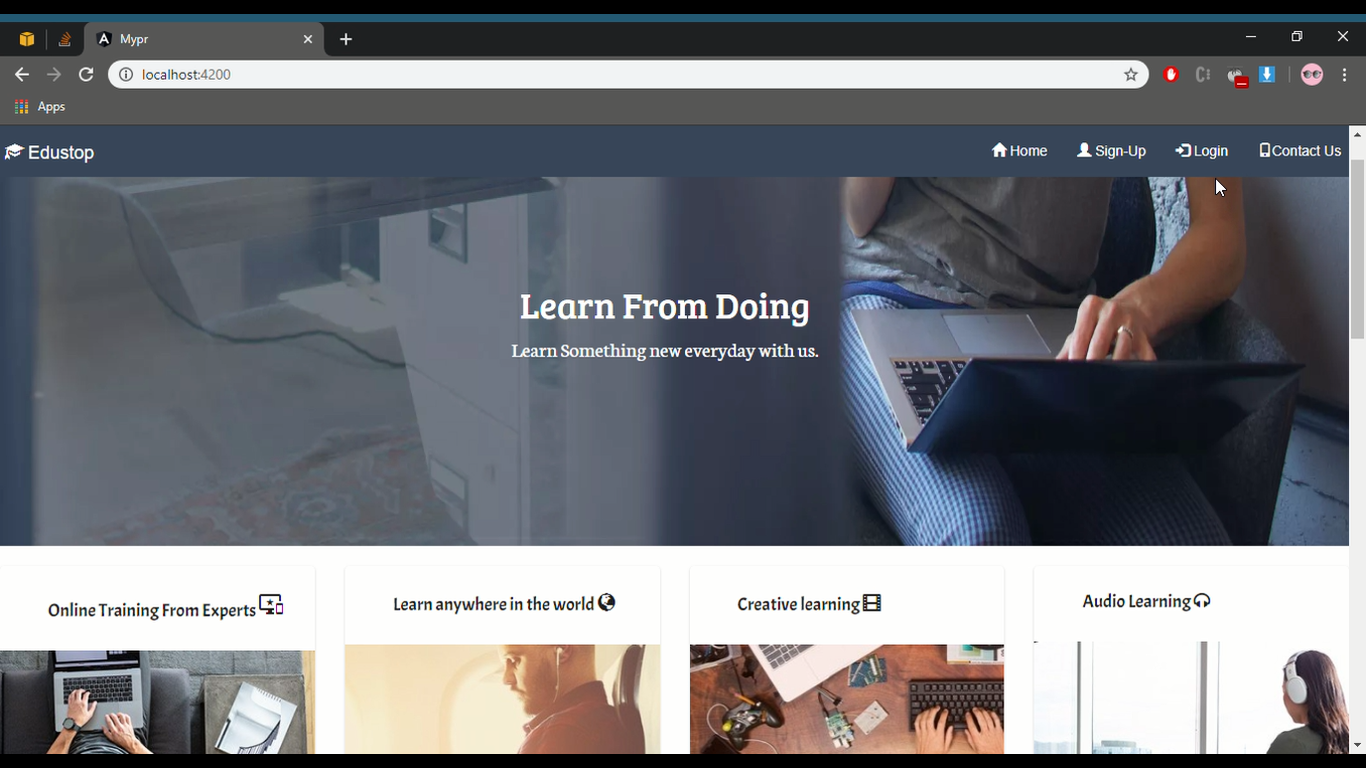 Mypr
localhost:4200
Apps
Edustop
Home Sign-Up Login Contact Us
Learn From Doing
Learn Something new everyday with us.
Online Training From Experts
Learn anywhere in the world
Creative learning
Audio Learning